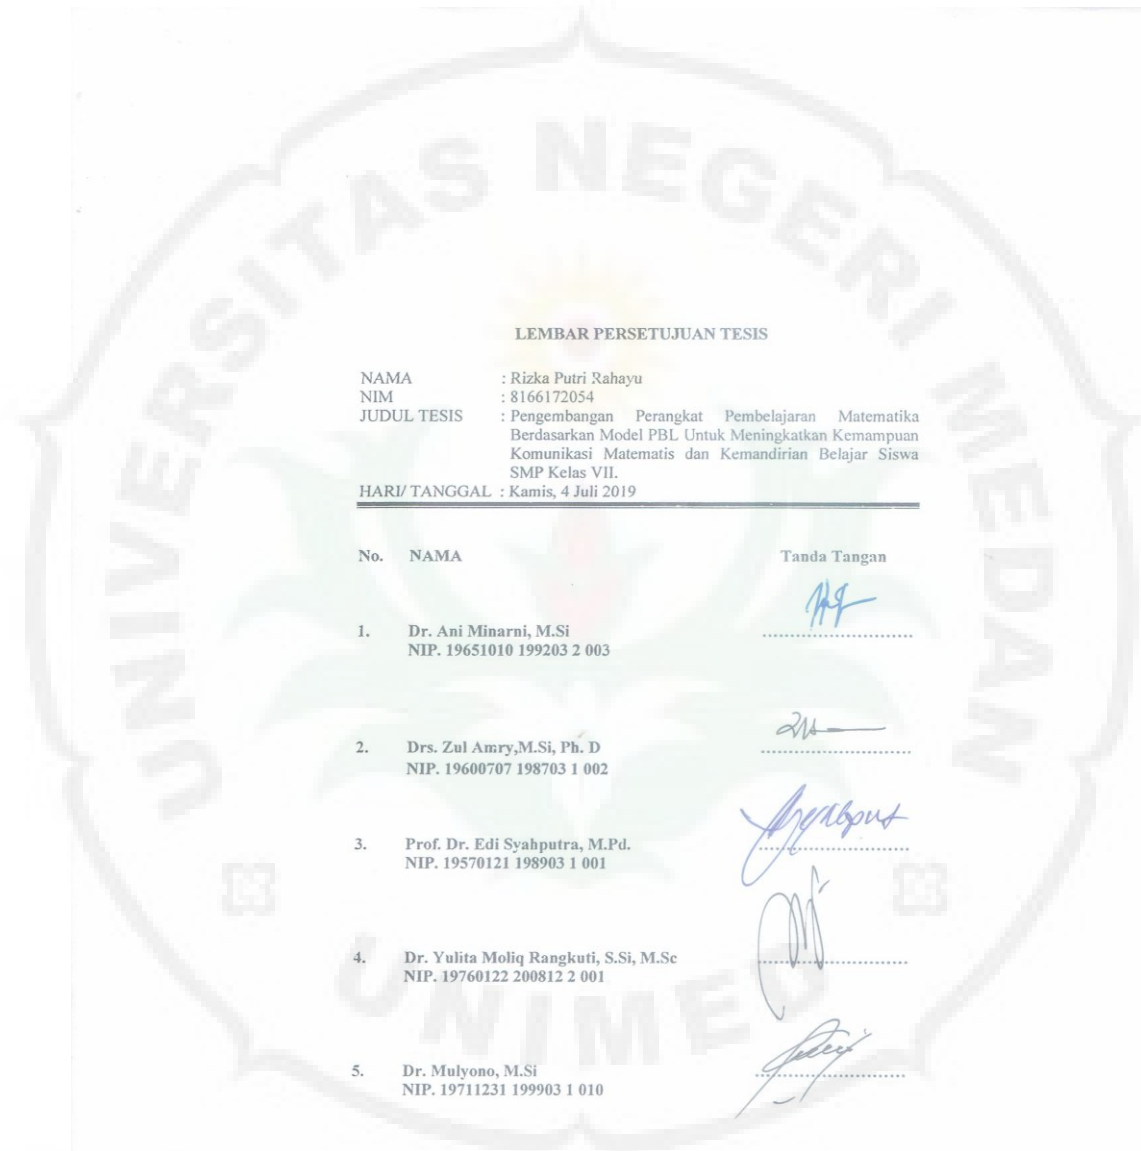 UNIVERSITAS NEGERI MEDAN
UNIMED
LEMBAR PERSETUJUAN TESIS
NAMA : Rizka Putri Rahayu
NIM : 8166172054
JUDUL TESIS : Pengembangan Perangkat Pembelajaran Matematika
Berdasarkan Model PBL Untuk Meningkatkan Kemampuan
Komunikasi Matematis dan Kemandirian Belajar Siswa
SMP Kelas VII.
HARI/ TANGGAL : Kamis, 4 Juli 2019
No. NAMA Tanda Tangan
1. Dr. Ani Minarni, M.Si
NIP. 19651010 199203 2 003
2. Drs. Zul Amry,M.Si, Ph. D
NIP. 19600707 198703 1 002
3. Prof. Dr. Edi Syahputra, M.Pd.
NIP. 19570121 198903 1 001
4. Dr. Yulita Moliq Rangkuti, S.Si, M.Sc
NIP. 19760122 200812 2 001
5. Dr. Mulyono, M.Si
NIP. 19711231 199903 1 010